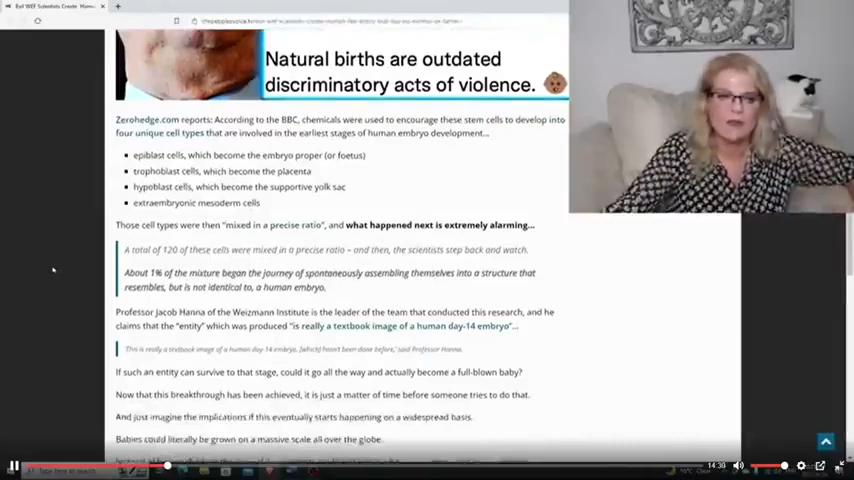 Evil WEF Scientists Create 
Natural births are outdated
discriminatory acts of violence.
Zerohedge.com reports: According to the BBC, chemicals were used to encourage these stem cells to develop into
four unique cell types that are involved in the earliest stages of human embryo development...
epiblast cells, which become the embryo proper (or foetus)
trophoblast cells, which become the placenta
hypoblast cells, which become the supportive yolk sac
extraembryonic mesoderm cells
Those cell types were then "mixed in a precise ratio", and what happened next is extremely alarming...
A total of 120 of these cells were mixed in a precise ratio – and then, the scientists step back and watch.
About 1% of the mixture began the journey of spontaneously assembling themselves into a structure that
resembles, but is not identical to, a human embryo.
Professor Jacob Hanna of the Weizmann Institute is the leader of the team that conducted this research, and he
claims that the "entity" which was produced "is really a textbook image of a human day-14 embryo"...
'This is really a textbook image of a human day-14 embryo, [which] hasn't been done before,' said Professor Hanna.
If such an entity can survive to that stage, could it go all the way and actually become a full-blown baby?
Now that this breakthrough has been achieved, it is just a matter of time before someone tries to do that.
And just imagine the implications if this eventually starts happening on a widespread basis.
Babies could literally be grown on a massive scale all over the globe.
Type here to search
14:30